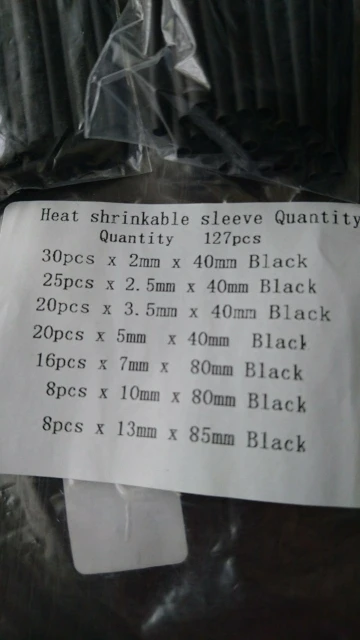 Heat shrinkable sleeve Quantity
Quantity 127pcs
30pcs x 2mm x 40mm Black
25pcs x 2.5mm x 40mm Black
20pcs x 3.5mm x 40mm Black
20pcs x 5mm x 40mm Black
16pcs x 7mm x 80mm Black
8pcs x 10mm x 80mm Black
8pcs x 13mm x 85mm Black